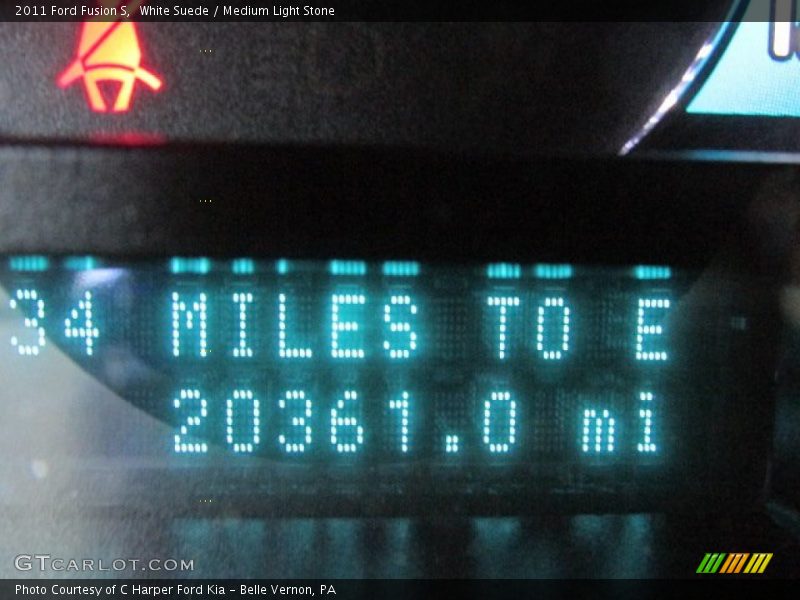 2011 Ford Fusion S,  White Suede / Medium Light Stone
34 MILES TO E
20361.0 mi
GTCARLOT.COM
Photo Courtesy of C Harper Ford Kia - Belle Vernon, PA